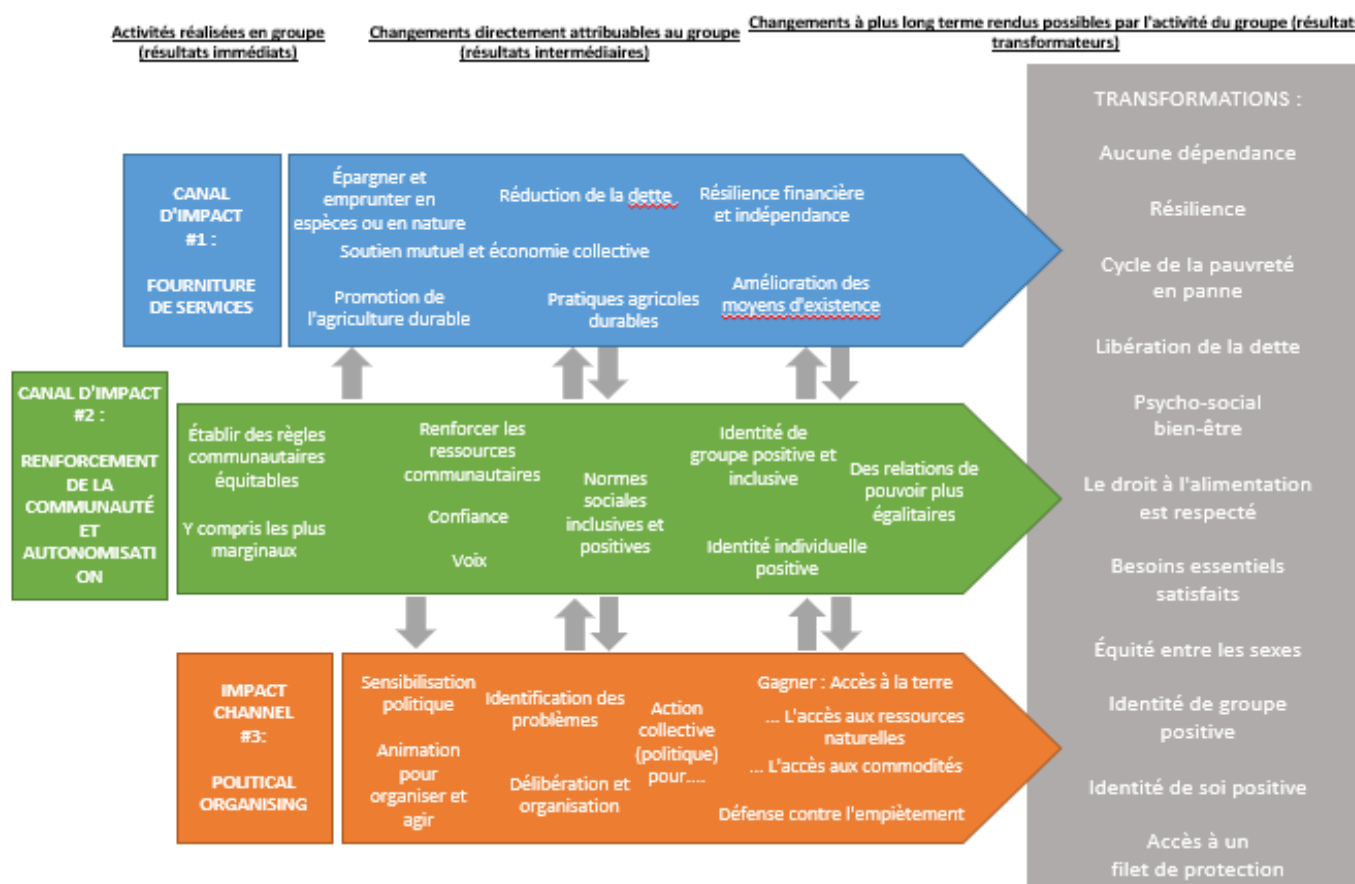 Activités réalisées en groupe
(résultats immédiats)
Changements directement attribuables au groupe
(résultats intermédiaires)
Changements à plus long terme rendus possibles par l'activité du groupe (résultats
transformateurs)
CANAL
D'IMPACT
#1 :
FOURNITURE
DE SERVICES
Épargner et
emprunter en
espèces ou en nature
Réduction de la dette
Résilience financière
et indépendance
Soutien mutuel et économie collective
Promotion de
l'agriculture durable
Pratiques agricoles
durables
Amélioration des
moyens d'existence
CANAL D'IMPACT
#2 :
RENFORCEMENT
DE LA
COMMUNAUTÉ
ET
AUTONOMISATI
ON
Établir des règles
communautaires
équitables
Y compris les plus
marginaux
Renforcer les
ressources
communautaires
Confiance
Voix
Normes
sociales
inclusives et
positives
Identité de
groupe positive et
inclusive
Identité individuelle
positive
Des relations de
pouvoir plus
égalitaires
IMPACT
CHANNEL
#3:
POLITICAL
ORGANISING
Sensibilisation
politique
Animation
pour
organiser et
agir
Identification des
problèmes
Délibération et
organisation
Action
collective
(politique)
pour....
Gagner : Accès à la terre
... L'accès aux ressources
naturelles
... L'accès aux commodités
Défense contre l'empiètement
TRANSFORMATIONS :
Aucune dépendance
Résilience
Cycle de la pauvreté
en panne
Libération de la dette
Psycho-social
bien-être
Le droit à l'alimentation
est respecté
Besoins essentiels
satisfaits
Équité entre les sexes
Identité de groupe
positive
Identité de soi positive
Accès à un
filet de protection